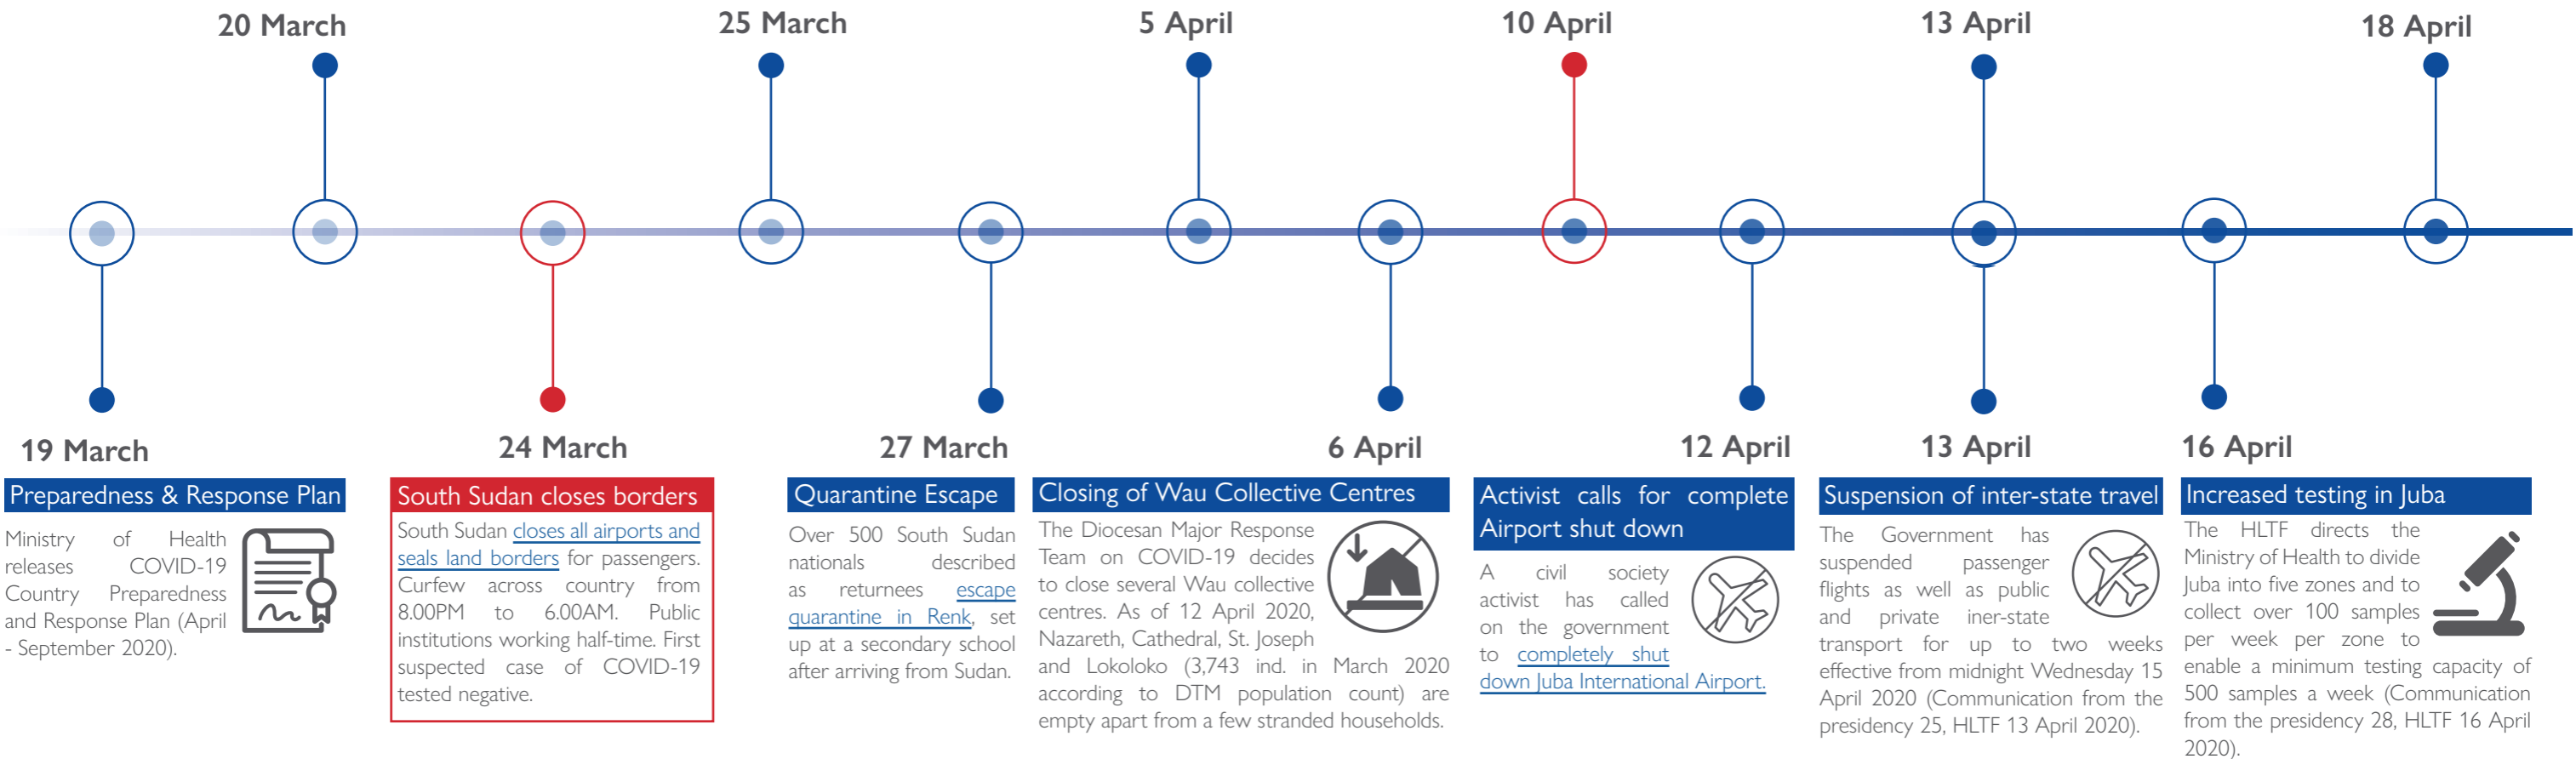 20 March
25 March
5 April
10 April
13 April
18 April
19 March
Preparedness & Response Plan
Ministry of Health
releases COVID-19
Country Preparedness
and Response Plan (April
- September 2020).
24 March
South Sudan closes borders
South Sudan closes all airports and
seals land borders for passengers.
Curfew across country from
8.00PM to 6.00AM. Public
institutions working half-time. First
suspected case of COVID-19
tested negative.
27 March
Quarantine Escape
Over 500 South Sudan
nationals described
as returnees escape
quarantine in Renk, set
up at a secondary school
after arriving from Sudan.
6 April
Closing of Wau Collective Centres
The Diocesan Major Response
Team on COVID-19 decides
to close several Wau collective
centres. As of 12 April 2020,
Nazareth, Cathedral, St. Joseph
and Lokoloko (3,743 ind. in March 2020
according to DTM population count) are
empty apart from a few stranded households.
12 April
Activist calls for complete
Airport shut down
A civil society
activist has called
on the government
to completely shut
down Juba International Airport.
13 April
Suspension of inter-state travel
The Government has
suspended passenger
flights as well as public
and private iner-state
transport for up to two weeks
effective from midnight Wednesday 15
April 2020 (Communication from the
presidency 25, HLTF 13 April 2020).
16 April
Increased testing in Juba
The HLTF directs the
Ministry of Health to divide
Juba into five zones and to
collect over 100 samples
per week per zone to
enable a minimum testing capacity of
500 samples a week (Communication
from the presidency 28, HLTF 16 April
2020).